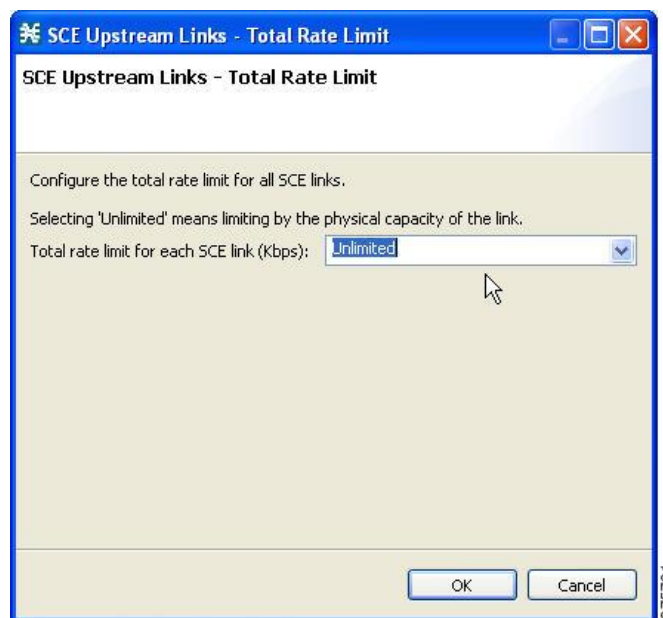 SCE Upstream Links - Total Rate Limit
SCE Upstream Links - Total Rate Limit
Configure the total rate limit for all SCE links.
Selecting 'Unlimited' means limiting by the physical capacity of the link.
Total rate limit for each SCE link (Kbps): Unlimited
OK Cancel